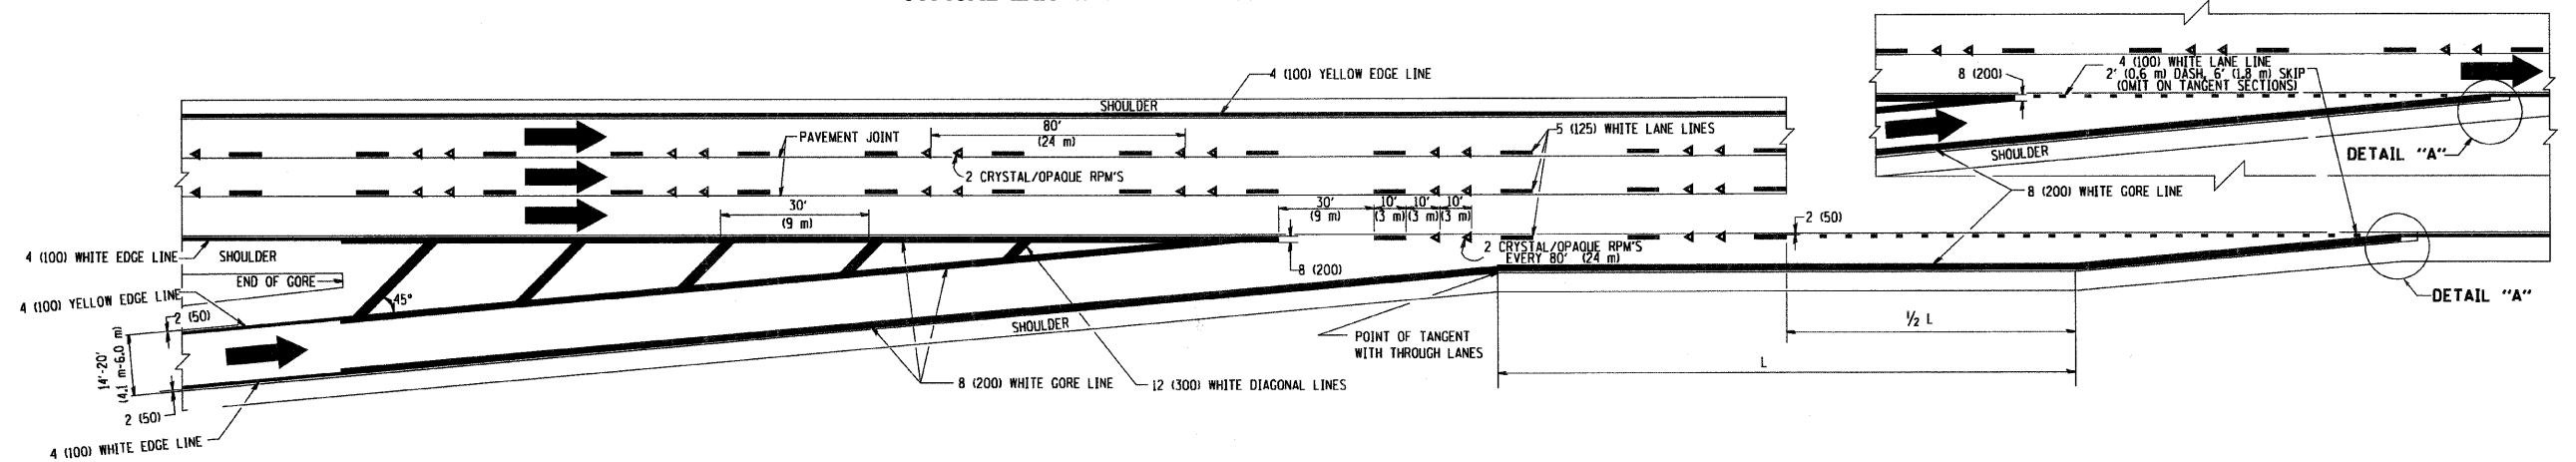 4 (100) YELLOW EDGE LINE
SHOULDER
80'
(24 m)
PAVEMENT JOINT
5 (125) WHITE LANE LINES
2 CRYSTAL/OPAQUE RPM'S
30'
(9 m)
30'
(9 m)
10'
(3 m)
10'
(3 m)
10'
(3 m)
4 (100) WHITE EDGE LINE
SHOULDER
END OF GORE
4 (100) YELLOW EDGE LINE
2 (50)
45°
14'-20'
(4.1 m-6.0 m)
2 (50)
4 (100) WHITE EDGE LINE
8 (200)
2 CRYSTAL/OPAQUE RPM'S
EVERY 80' (24 m)
SHOULDER
8 (200) WHITE GORE LINE
12 (300) WHITE DIAGONAL LINES
POINT OF TANGENT
WITH THROUGH LANES
2 (50)
1/2 L
L
8 (200)
4 (100) WHITE LANE LINE
2' (0.6 m) DASH, 6' (1.8 m) SKIP
(OMIT ON TANGENT SECTIONS)
SHOULDER
DETAIL "A"
8 (200) WHITE GORE LINE
DETAIL "A"